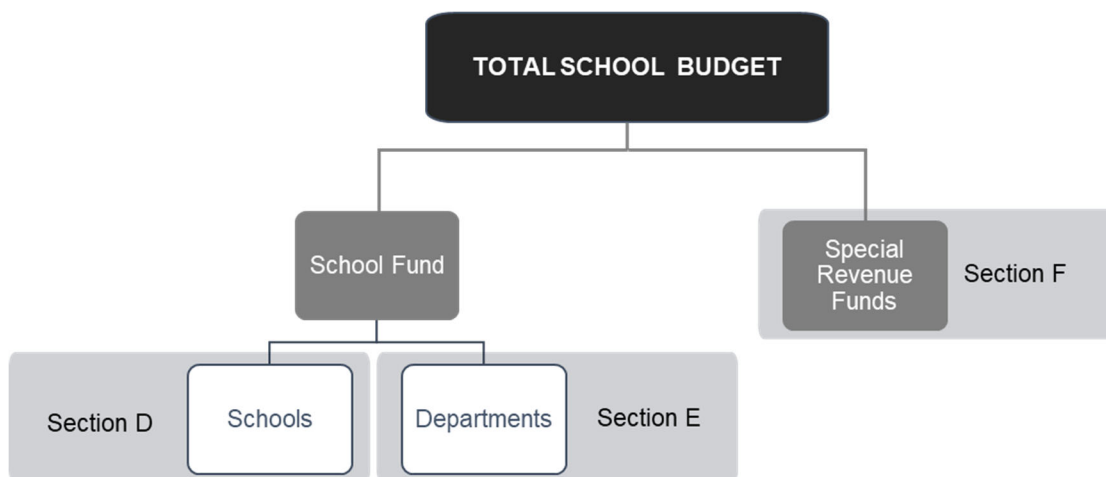 TOTAL SCHOOL BUDGET
School Fund
Special
Revenue
Funds
Section F
Section D
Schools
Departments
Section E